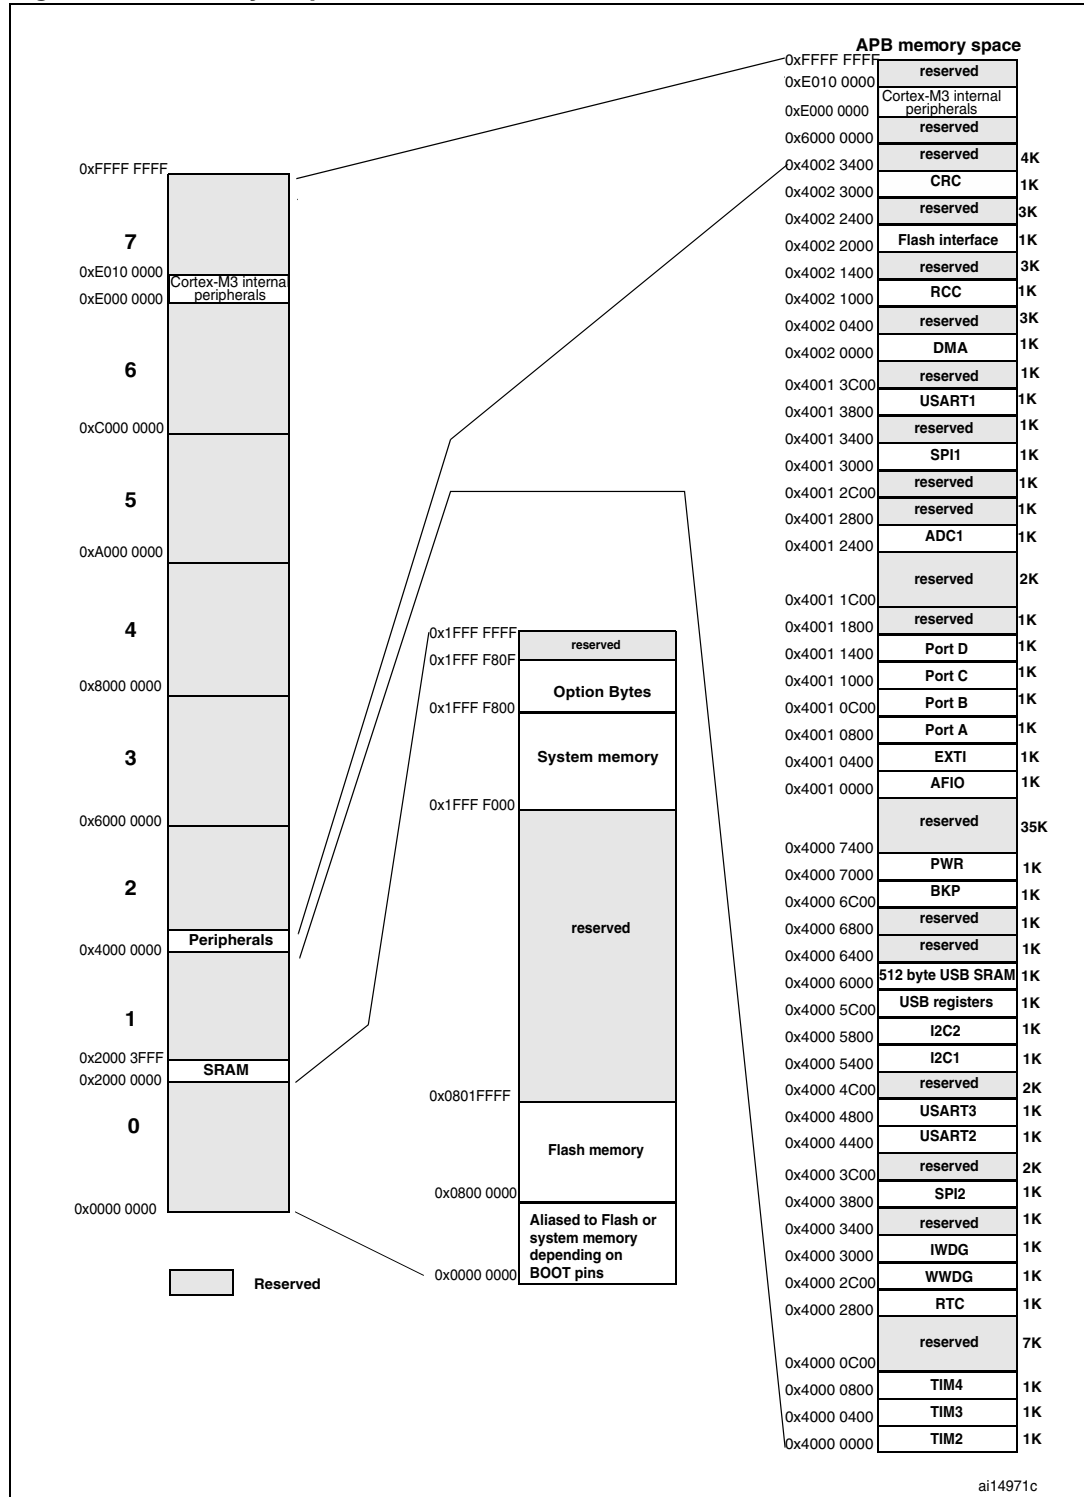 APB memory space
0xFFFF FFFF
reserved
0xE010 0000
Cortex-M3 internal
peripherals
0xE000 0000
reserved
0x6000 0000
reserved
4K
0x4002 3400
CRC
1K
0x4002 3000
reserved
3K
0x4002 2400
Flash interface
1K
0x4002 2000
reserved
3K
0x4002 1400
RCC
1K
0x4002 1000
reserved
3K
0x4002 0400
DMA
1K
0x4002 0000
reserved
1K
0x4001 3C00
USART1
1K
0x4001 3800
reserved
1K
0x4001 3400
SPI1
1K
0x4001 3000
reserved
1K
0x4001 2C00
reserved
1K
0x4001 2800
ADC1
1K
0x4001 2400
reserved
2K
0x4001 1C00
reserved
1K
0x4001 1800
Port D
1K
0x4001 1400
Port C
1K
0x4001 1000
Port B
1K
0x4001 0C00
Port A
1K
0x4001 0800
EXTI
1K
0x4001 0400
AFIO
1K
0x4001 0000
reserved
35K
0x4000 7400
PWR
1K
0x4000 7000
BKP
1K
0x4000 6C00
reserved
1K
0x4000 6800
reserved
1K
0x4000 6400
512 byte USB SRAM
1K
0x4000 6000
USB registers
1K
0x4000 5C00
I2C2
1K
0x4000 5800
I2C1
1K
0x4000 5400
reserved
2K
0x4000 4C00
USART3
1K
0x4000 4800
USART2
1K
0x4000 4400
reserved
2K
0x4000 3C00
SPI2
1K
0x4000 3800
reserved
1K
0x4000 3400
IWDG
1K
0x4000 3000
WWDG
1K
0x4000 2C00
RTC
1K
0x4000 2800
reserved
7K
0x4000 0C00
TIM4
1K
0x4000 0800
TIM3
1K
0x4000 0400
TIM2
1K
0x4000 0000
0xFFFF FFFF
7
0xE010 0000
Cortex-M3 internal
peripherals
0xE000 0000
6
0xC000 0000
5
0xA000 0000
4
0x8000 0000
3
0x6000 0000
2
Peripherals
0x4000 0000
1
0x2000 3FFF
SRAM
0x2000 0000
0
0x0000 0000
Reserved
0x1FFF FFFF
reserved
0x1FFF F80F
Option Bytes
0x1FFF F800
System memory
0x1FFF F000
reserved
0x0801FFFF
Flash memory
0x0800 0000
Aliased to Flash or
system memory
depending on
BOOT pins
0x0000 0000
ai14971c